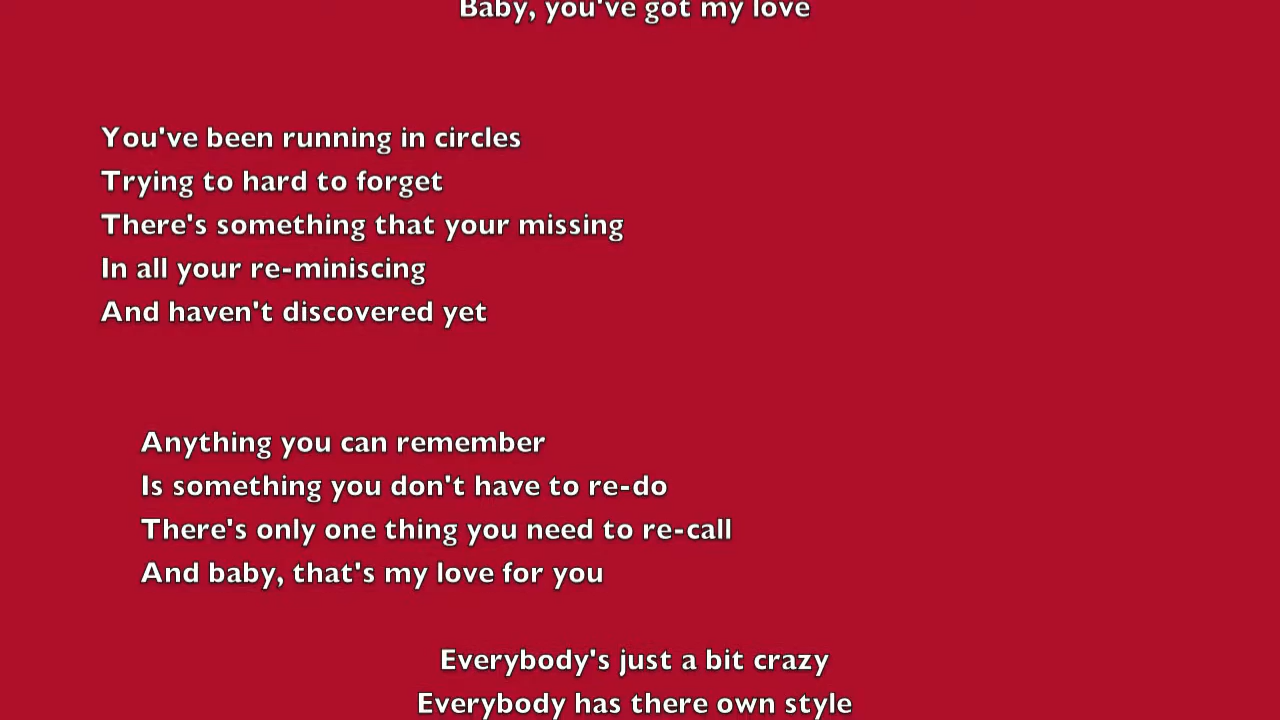 Baby, you've got my love
You've been running in circles
Trying to hard to forget
There's something that your missing
In all your re-miniscing
And haven't discovered yet
Anything you can remember
Is something you don't have to re-do
There's only one thing you need to re-call
And baby, that's my love for you
Everybody's just a bit crazy
Everybody has there own style